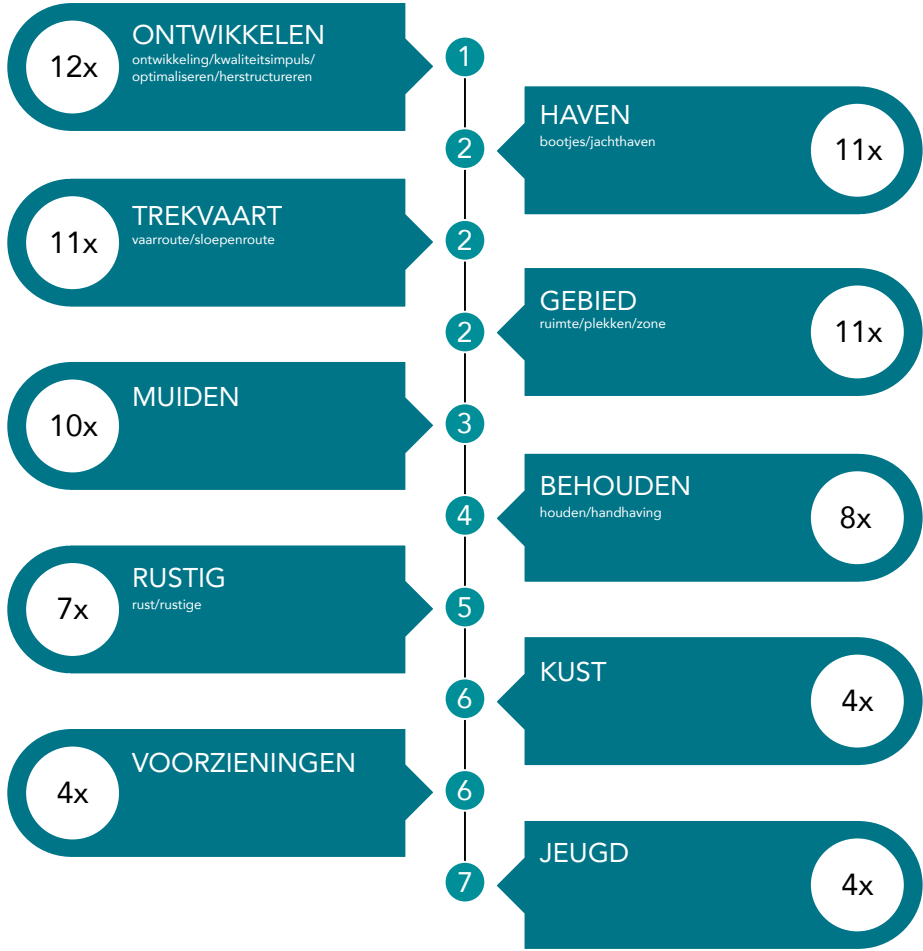 12x
ONTWIKKELEN
ontwikkeling/kwaliteitsimpuls/
optimaliseren/herstructureren
1
HAVEN
bootjes/jachthaven
11x
2
11x
TREKVAART
vaarroute/sloepenroute
2
GEBIED
ruimte/plekken/zone
11x
2
10x
MUIDEN
3
BEHOUDEN
houden/handhaving
8x
4
7x
RUSTIG
rust/rustige
5
KUST
4x
6
4x
VOORZIENINGEN
6
JEUGD
4x
7